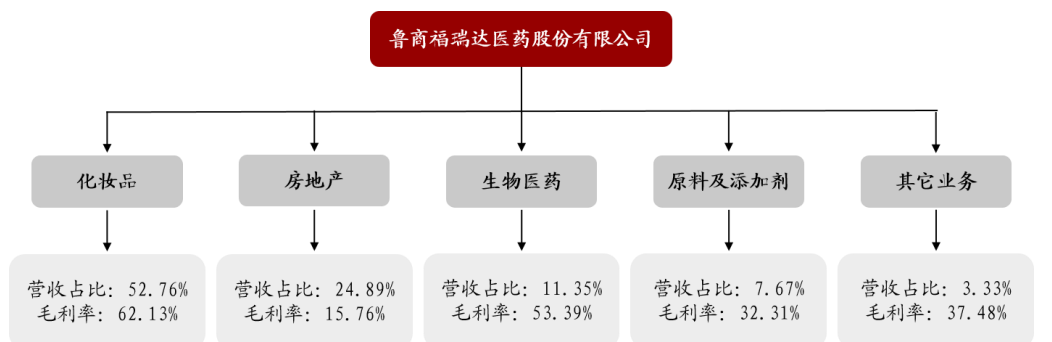 鲁商福瑞达医药股份有限公司
化妆品
房地产
生物医药
原料及添加剂
其它业务
营收占比: 52.76%
毛利率: 62.13%
营收占比: 24.89%
毛利率: 15.76%
营收占比: 11.35%
毛利率: 53.39%
营收占比: 7.67%
毛利率: 32.31%
营收占比: 3.33%
毛利率: 37.48%